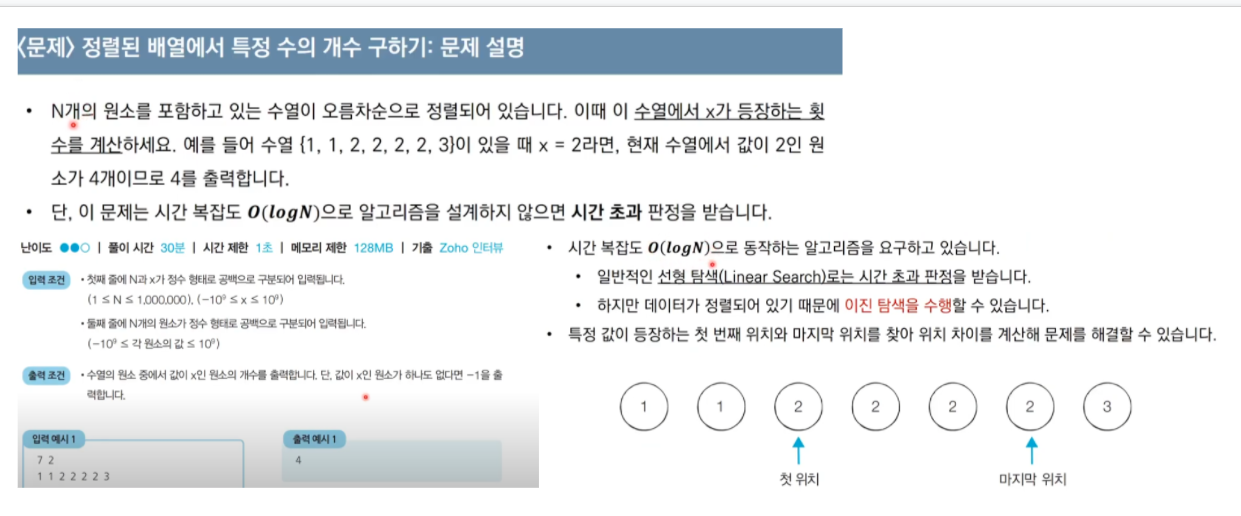 <문제> 정렬된 배열에서 특정 수의 개수 구하기: 문제 설명
• N개의 원소를 포함하고 있는 수열이 오름차순으로 정렬되어 있습니다. 이때 이 수열에서 x가 등장하는 횟
수를 계산하세요. 예를 들어 수열 {1, 1, 2, 2, 2, 2, 3}이 있을 때 x = 2라면, 현재 수열에서 값이 2인 원
소가 4개이므로 4를 출력합니다.
• 단, 이 문제는 시간 복잡도 O(logN)으로 알고리즘을 설계하지 않으면 시간 초과 판정을 받습니다.
난이도 ●●○ | 풀이 시간 30분 | 시간 제한 1초 | 메모리 제한 128MB | 기출 Zoho 인터뷰
입력 조건 • 첫째 줄에 N과 x가 정수 형태로 공백으로 구분되어 입력됩니다.
(1 ≤ N ≤ 1,000,000), (−10⁹ ≤ x ≤ 10⁹)
• 둘째 줄에 N개의 원소가 정수 형태로 공백으로 구분되어 입력됩니다.
(−10⁹ ≤ 각 원소의 값 ≤ 10⁹)
출력 조건 • 수열의 원소 중에서 값이 x인 원소의 개수를 출력합니다. 단, 값이 x인 원소가 하나도 없다면 −1을 출
력합니다.
입력 예시 1
7 2
1 1 2 2 2 2 3
출력 예시 1
4
• 시간 복잡도 O(logN)으로 동작하는 알고리즘을 요구하고 있습니다.
• 일반적인 선형 탐색(Linear Search)로는 시간 초과 판정을 받습니다.
• 하지만 데이터가 정렬되어 있기 때문에 이진 탐색을 수행할 수 있습니다.
• 특정 값이 등장하는 첫 번째 위치와 마지막 위치를 찾아 위치 차이를 계산해 문제를 해결할 수 있습니다.
1 1 2 2 2 2 3
첫 위치 마지막 위치